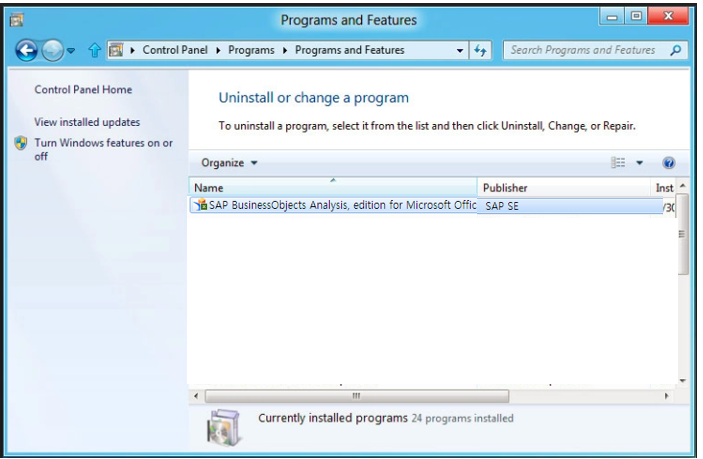 Programs and Features
Control Panel Programs Programs and Features
Search Programs and Features
Control Panel Home
View installed updates
Turn Windows features on or
off
Uninstall or change a program
To uninstall a program, select it from the list and then click Uninstall, Change, or Repair.
Organize
Name Publisher Inst
SAP BusinessObjects Analysis, edition for Microsoft Offic SAP SE /30
Currently installed programs 24 programs installed